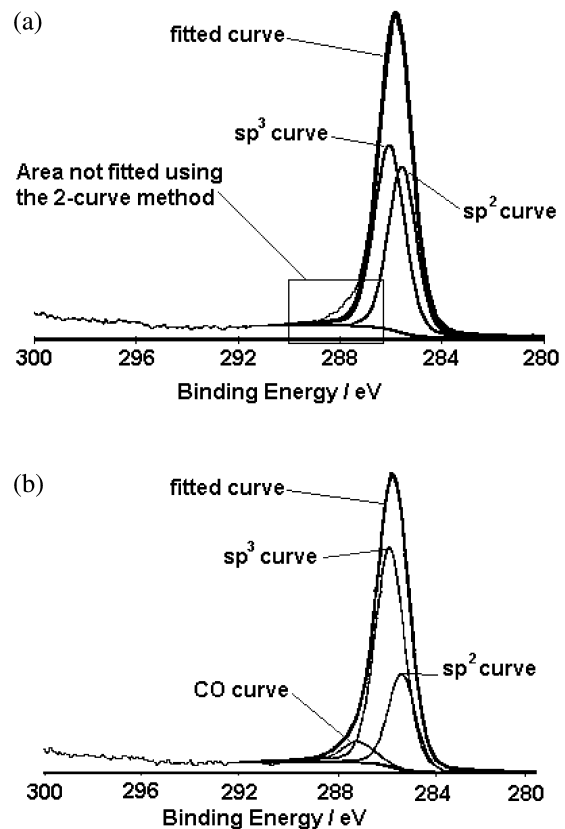 (a)
fitted curve
sp³ curve
Area not fitted using
the 2-curve method
sp² curve
300 296 292 288 284 280
Binding Energy / eV
(b)
fitted curve
sp³ curve
sp² curve
CO curve
300 296 292 287 284 280
Binding Energy / eV